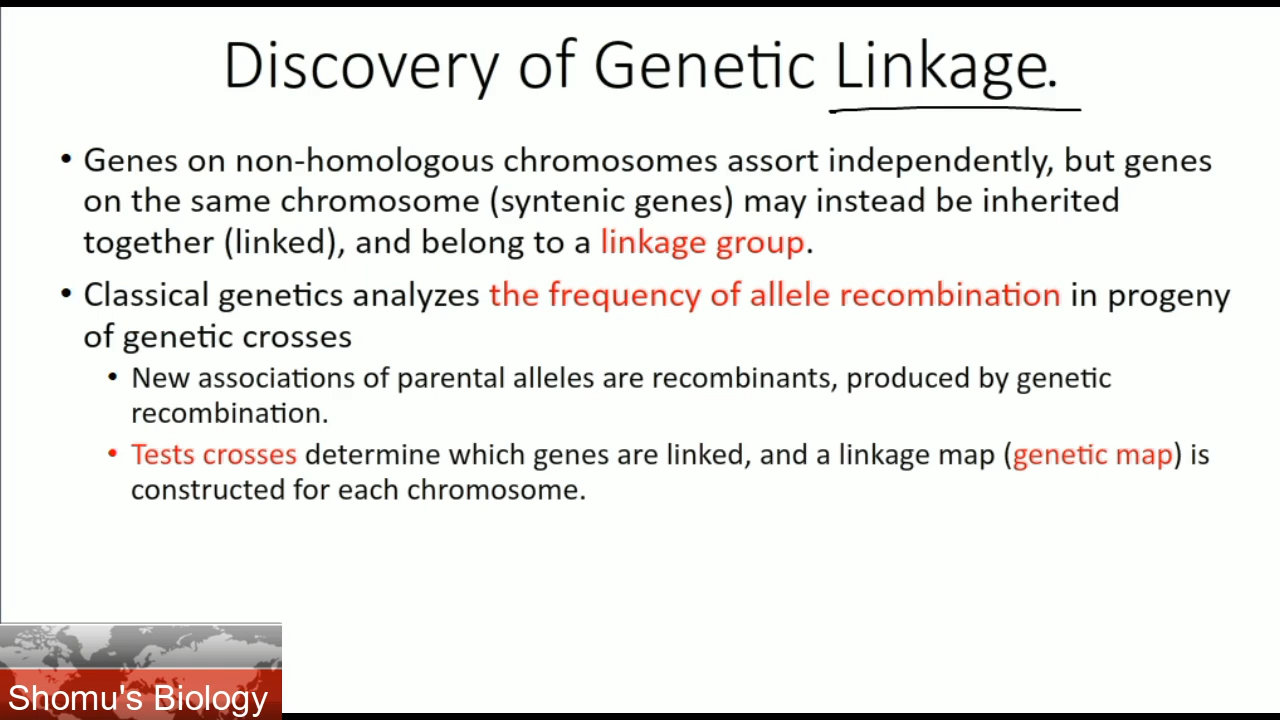 Discovery of Genetic Linkage.
• Genes on non-homologous chromosomes assort independently, but genes
on the same chromosome (syntenic genes) may instead be inherited
together (linked), and belong to a linkage group.
• Classical genetics analyzes the frequency of allele recombination in progeny
of genetic crosses
• New associations of parental alleles are recombinants, produced by genetic
recombination.
• Tests crosses determine which genes are linked, and a linkage map (genetic map) is
constructed for each chromosome.
Shomu's Biology